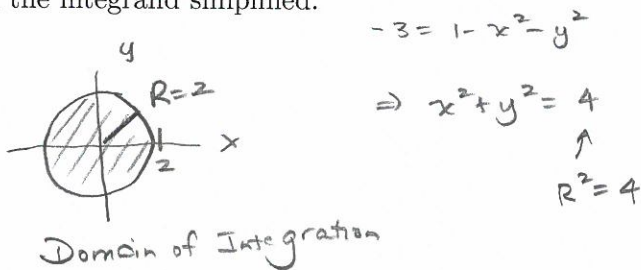 the integrand simplified.
-3 = 1 - x² - y²
y
R=2
⇒ x² + y² = 4
x
2
↑
R² = 4
Domain of Integration